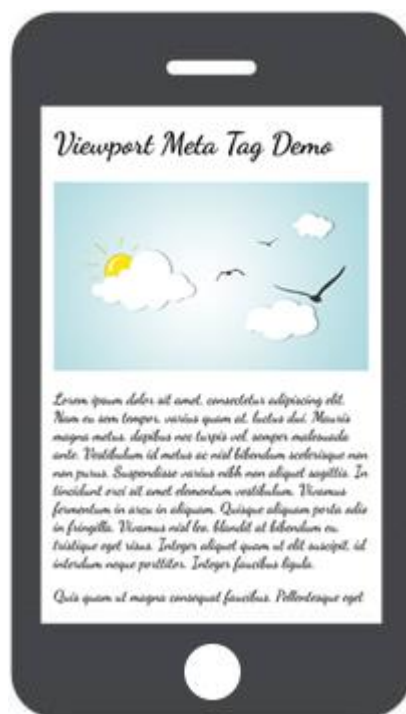 Viewport Meta Tag Demo
Lorem ipsum dolor sit amet, consectetur adipiscing elit.
Nam eu sem tempor, varius quam at, luctus dui. Mauris
magna metus, dapibus nec turpis vel, semper malesuada
ante. Vestibulum id metus ac nisl bibendum scelerisque non
non purus. Suspendisse varius nibh non aliquet sagittis. In
tincidunt orci sit amet elementum vestibulum. Vivamus
fermentum in arcu in aliquam. Quisque aliquam porta odio
in fringilla. Vivamus nisl leo, blandit at bibendum eu,
tristique eget risus. Integer aliquet quam ut elit suscipit, id
interdum neque porttitor. Integer faucibus ligula.
Quis quam ut magna consequat faucibus. Pellentesque eget